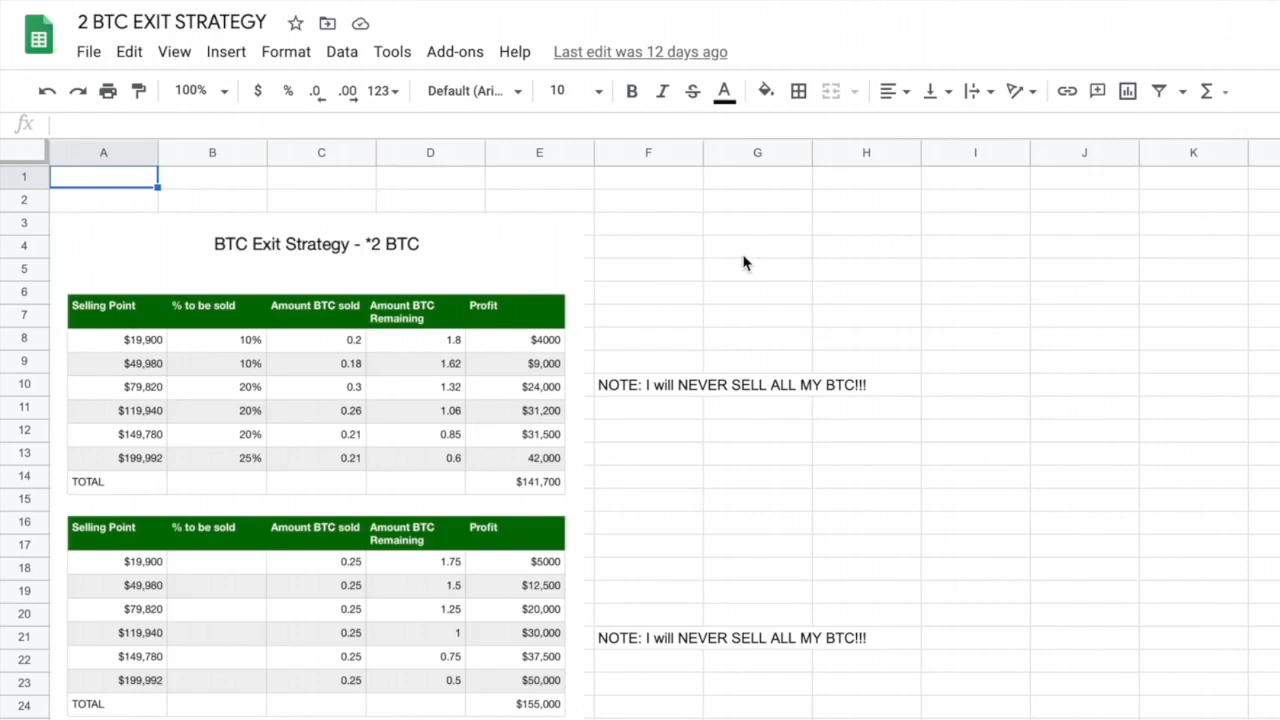 2 BTC EXIT STRATEGY
File Edit View Insert Format Data Tools Add-ons Help Last edit was 12 days ago
100% $ % .0 .00 123 Default (Ari... 10 B I S A Σ
fx
A B C D E F G H I J K
1
2
3
4 BTC Exit Strategy - *2 BTC
5
6 Selling Point % to be sold Amount BTC sold Amount BTC
7 Remaining Profit
8 $19,900 10% 0.2 1.8 $4000
9 $49,980 10% 0.18 1.62 $9,000
10 $79,820 20% 0.3 1.32 $24,000 NOTE: I will NEVER SELL ALL MY BTC!!!
11 $119,940 20% 0.26 1.06 $31,200
12 $149,780 20% 0.21 0.85 $31,500
13 $199,992 25% 0.21 0.6 42,000
14 TOTAL $141,700
15
16 Selling Point % to be sold Amount BTC sold Amount BTC
17 Remaining Profit
18 $19,900 0.25 1.75 $5000
19 $49,980 0.25 1.5 $12,500
20 $79,820 0.25 1.25 $20,000
21 $119,940 0.25 1 $30,000 NOTE: I will NEVER SELL ALL MY BTC!!!
22 $149,780 0.25 0.75 $37,500
23 $199,992 0.25 0.5 $50,000
24 TOTAL $155,000